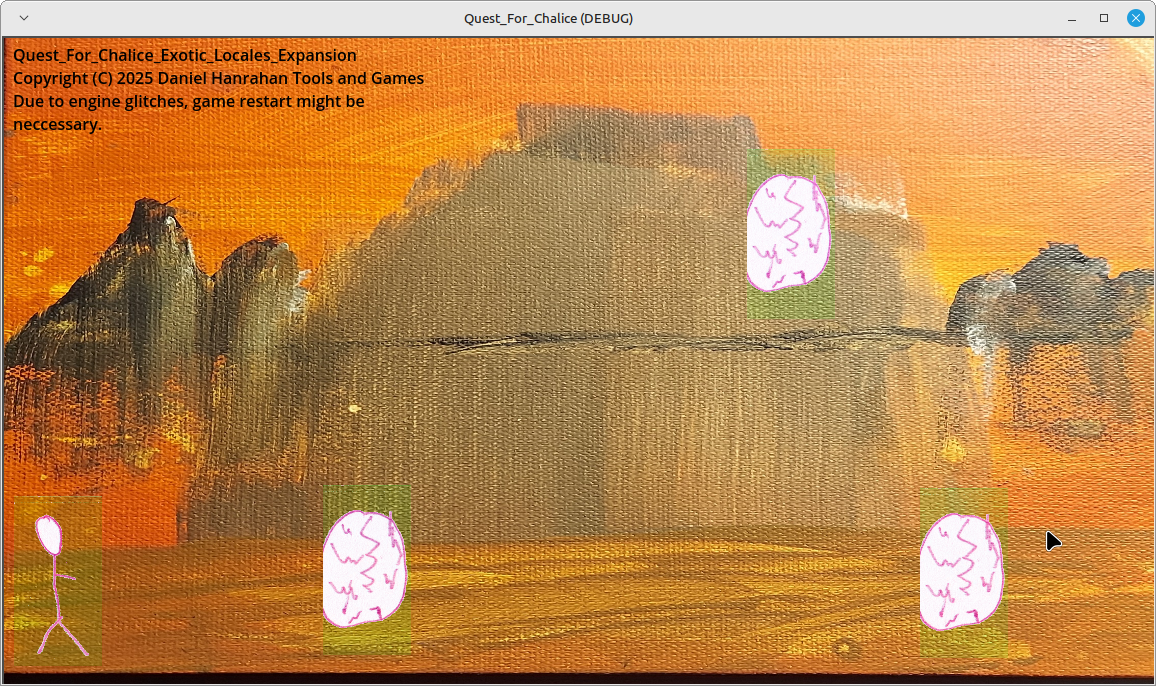 Quest_For_Chalice (DEBUG)
Quest_For_Chalice_Exotic_Locales_Expansion
Copyright (C) 2025 Daniel Hanrahan Tools and Games
Due to engine glitches, game restart might be
neccessary.